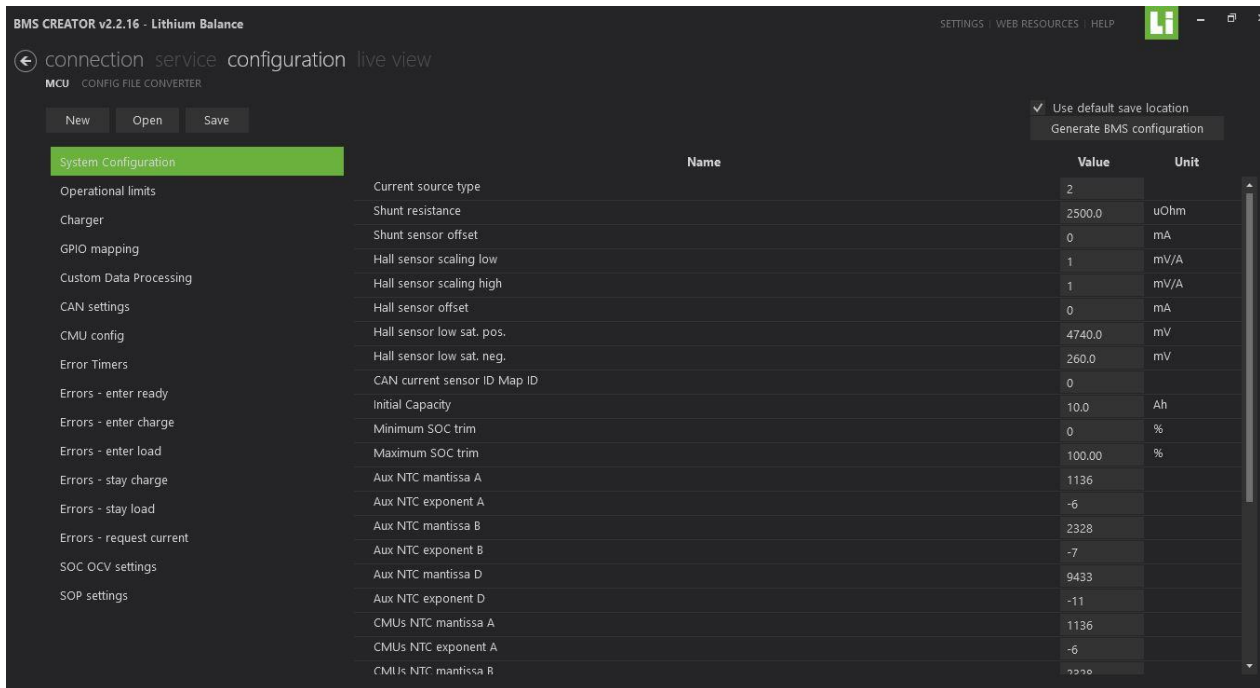 BMS CREATOR v2.2.16 - Lithium Balance
SETTINGS | WEB RESOURCES | HELP
Li
connection service configuration live view
MCU CONFIG FILE CONVERTER
New Open Save
Use default save location
Generate BMS configuration
System Configuration
Operational limits
Charger
GPIO mapping
Custom Data Processing
CAN settings
CMU config
Error Timers
Errors - enter ready
Errors - enter charge
Errors - enter load
Errors - stay charge
Errors - stay load
Errors - request current
SOC OCV settings
SOP settings
Name Value Unit
Current source type 2
Shunt resistance 2500.0 uOhm
Shunt sensor offset 0 mA
Hall sensor scaling low 1 mV/A
Hall sensor scaling high 1 mV/A
Hall sensor offset 0 mA
Hall sensor low sat. pos. 4740.0 mV
Hall sensor low sat. neg. 260.0 mV
CAN current sensor ID Map ID 0
Initial Capacity 10.0 Ah
Minimum SOC trim 0 %
Maximum SOC trim 100.00 %
Aux NTC mantissa A 1136
Aux NTC exponent A -6
Aux NTC mantissa B 2328
Aux NTC exponent B -7
Aux NTC mantissa D 9433
Aux NTC exponent D -11
CMUs NTC mantissa A 1136
CMUs NTC exponent A -6
CMUs NTC mantissa B 2328